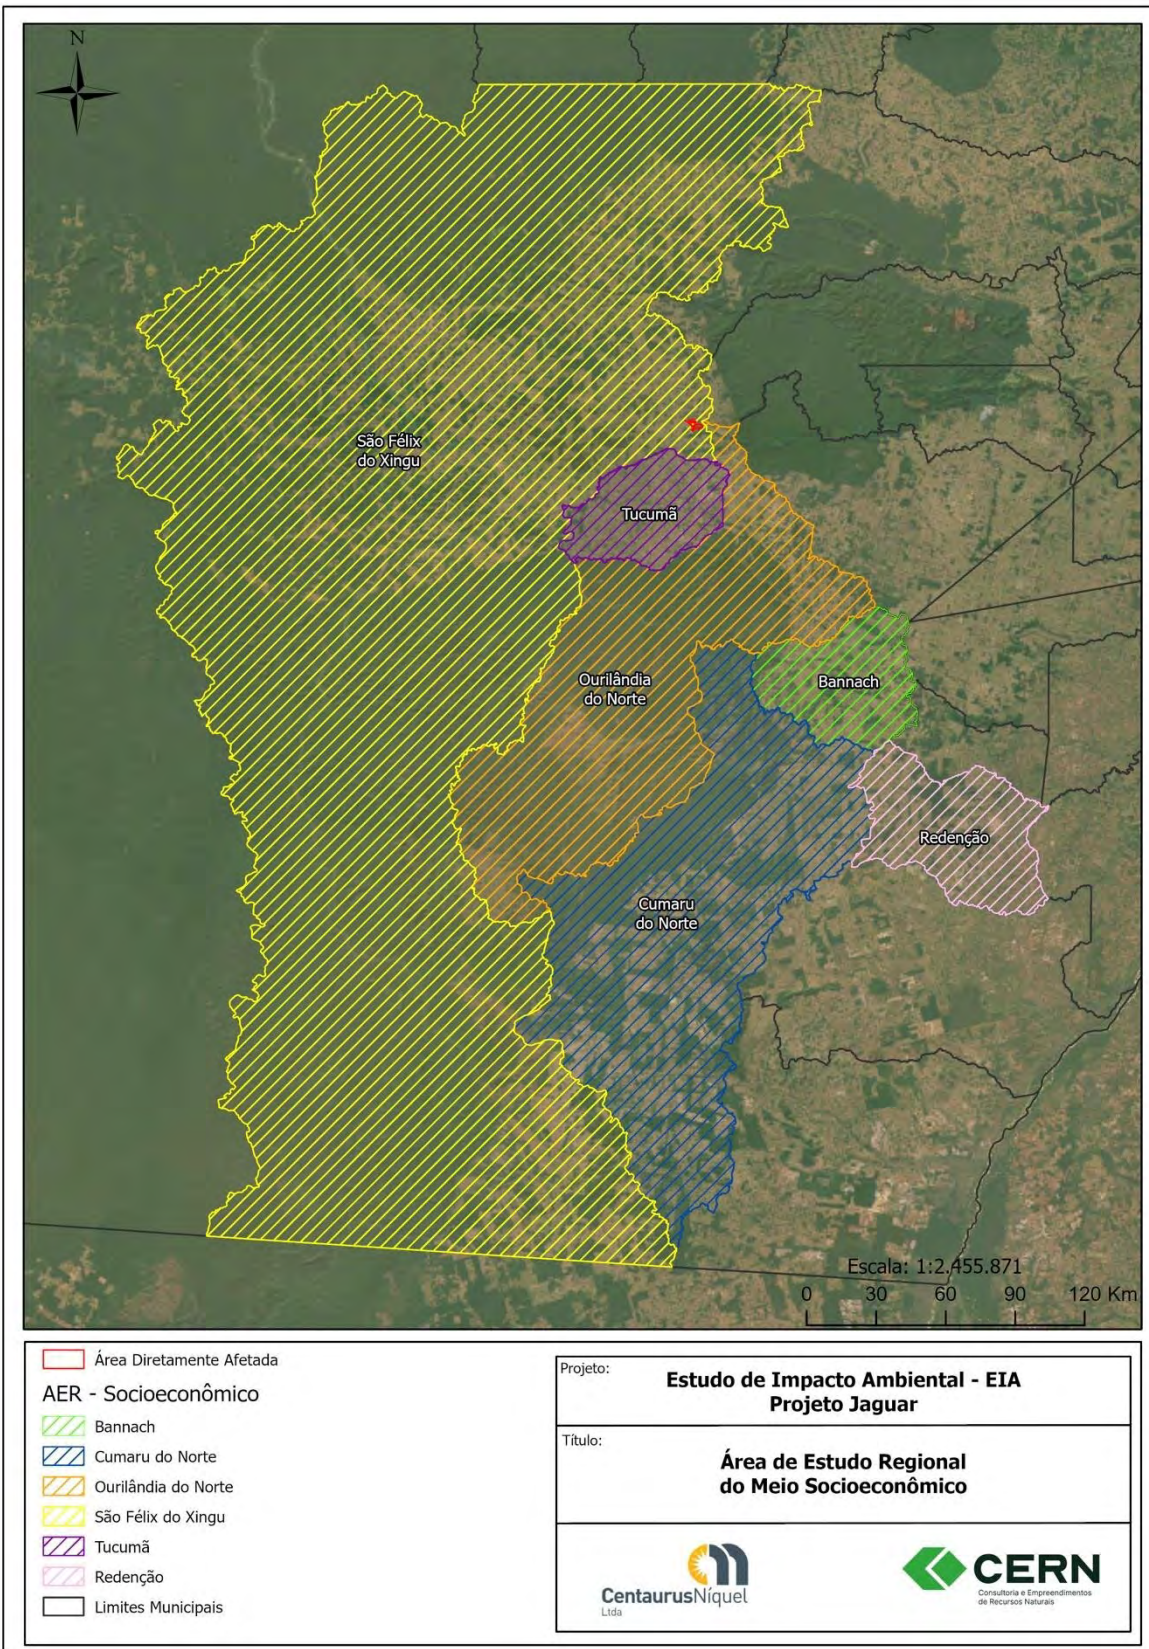 N
São Félix
do Xingu
Tucumã
Ourilândia
do Norte
Bannach
Redenção
Cumaru
do Norte
Escala: 1:2.455.871
0 30 60 90 120 Km
Área Diretamente Afetada
AER - Socioeconômico
Bannach
Cumaru do Norte
Ourilândia do Norte
São Félix do Xingu
Tucumã
Redenção
Limites Municipais
Projeto:
Estudo de Impacto Ambiental - EIA
Projeto Jaguar
Título:
Área de Estudo Regional
do Meio Socioeconômico
CentaurusNíquel
Ltda
CERN
Consultoria e Empreendimentos
de Recursos Naturais